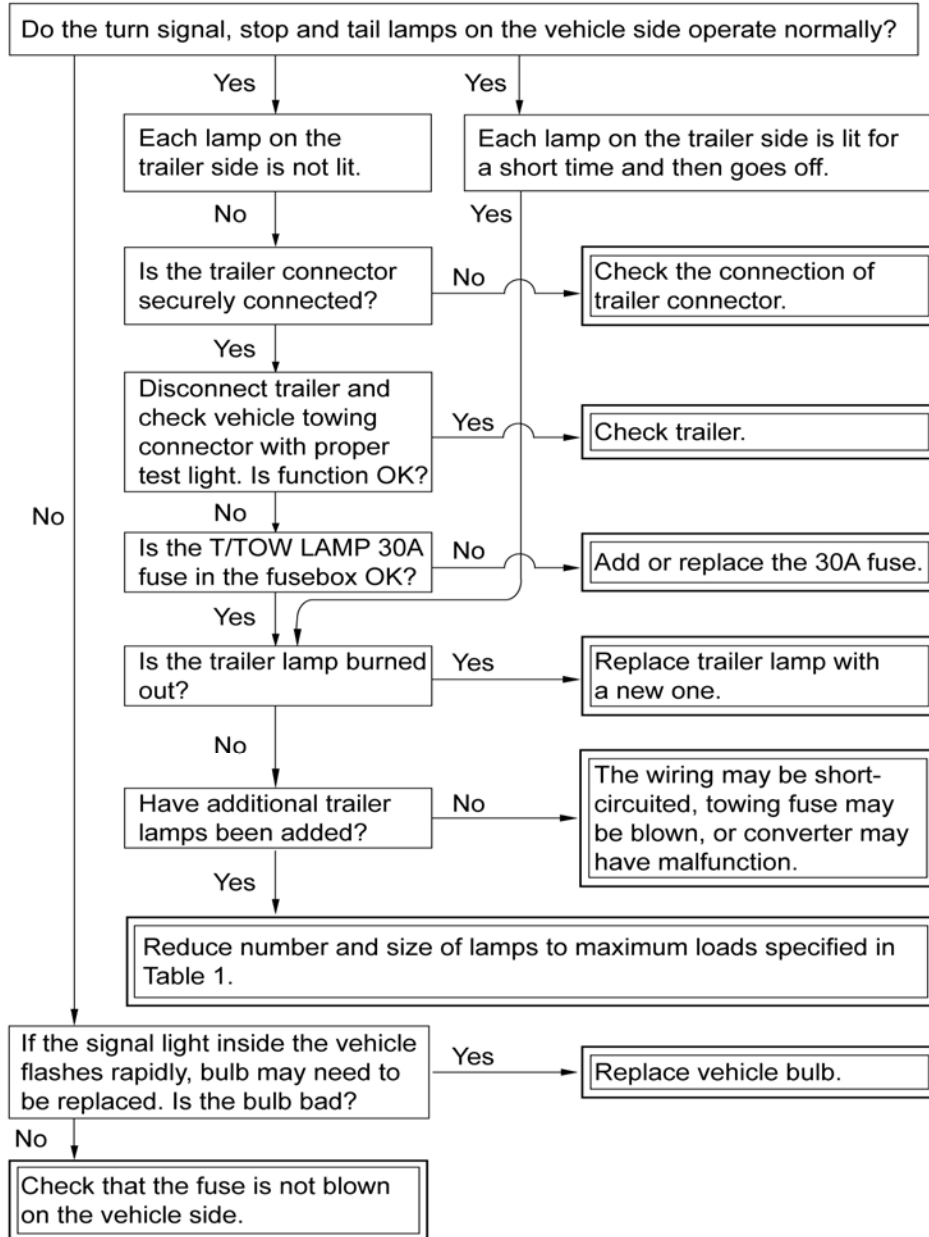 Do the turn signal, stop and tail lamps on the vehicle side operate normally?
Yes
Yes
Each lamp on the
trailer side is not lit.
Each lamp on the trailer side is lit for
a short time and then goes off.
No
Yes
Is the trailer connector
securely connected?
No
Check the connection of
trailer connector.
Yes
Disconnect trailer and
check vehicle towing
connector with proper
test light. Is function OK?
Yes
Check trailer.
No
No
Is the T/TOW LAMP 30A
fuse in the fusebox OK?
No
Add or replace the 30A fuse.
Yes
Is the trailer lamp burned
out?
Yes
Replace trailer lamp with
a new one.
No
Have additional trailer
lamps been added?
No
The wiring may be short-
circuited, towing fuse may
be blown, or converter may
have malfunction.
Yes
Reduce number and size of lamps to maximum loads specified in
Table 1.
If the signal light inside the vehicle
flashes rapidly, bulb may need to
be replaced. Is the bulb bad?
Yes
Replace vehicle bulb.
No
Check that the fuse is not blown
on the vehicle side.